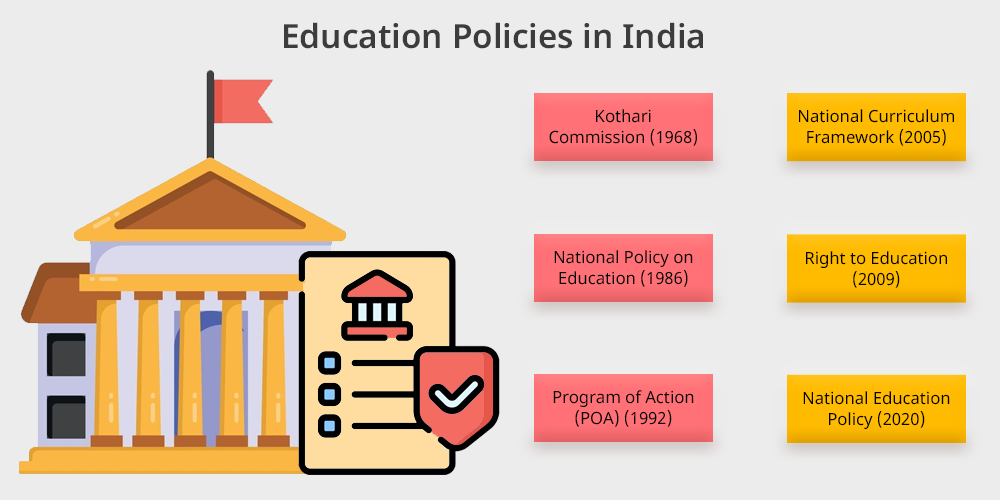 Education Policies in India
Kothari
Commission (1968)
National Policy on
Education (1986)
Program of Action
(POA) (1992)
National Curriculum
Framework (2005)
Right to Education
(2009)
National Education
Policy (2020)